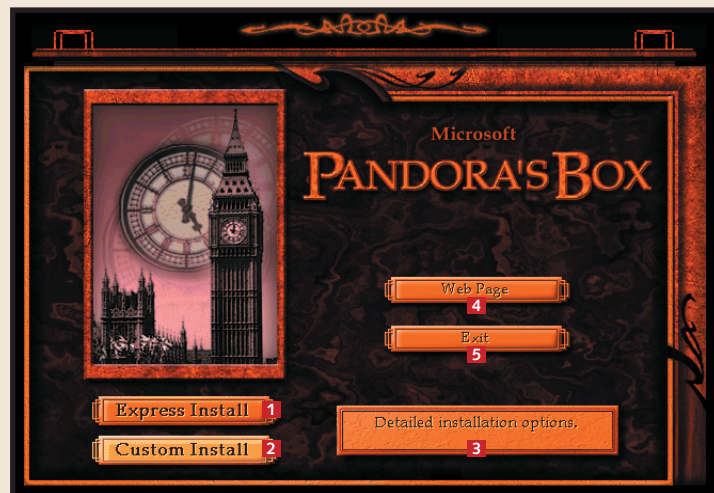 Microsoft
PANDORA'S BOX
Web Page
4
Exit
5
Express Install 1
Custom Install 2
Detailed installation options.
3